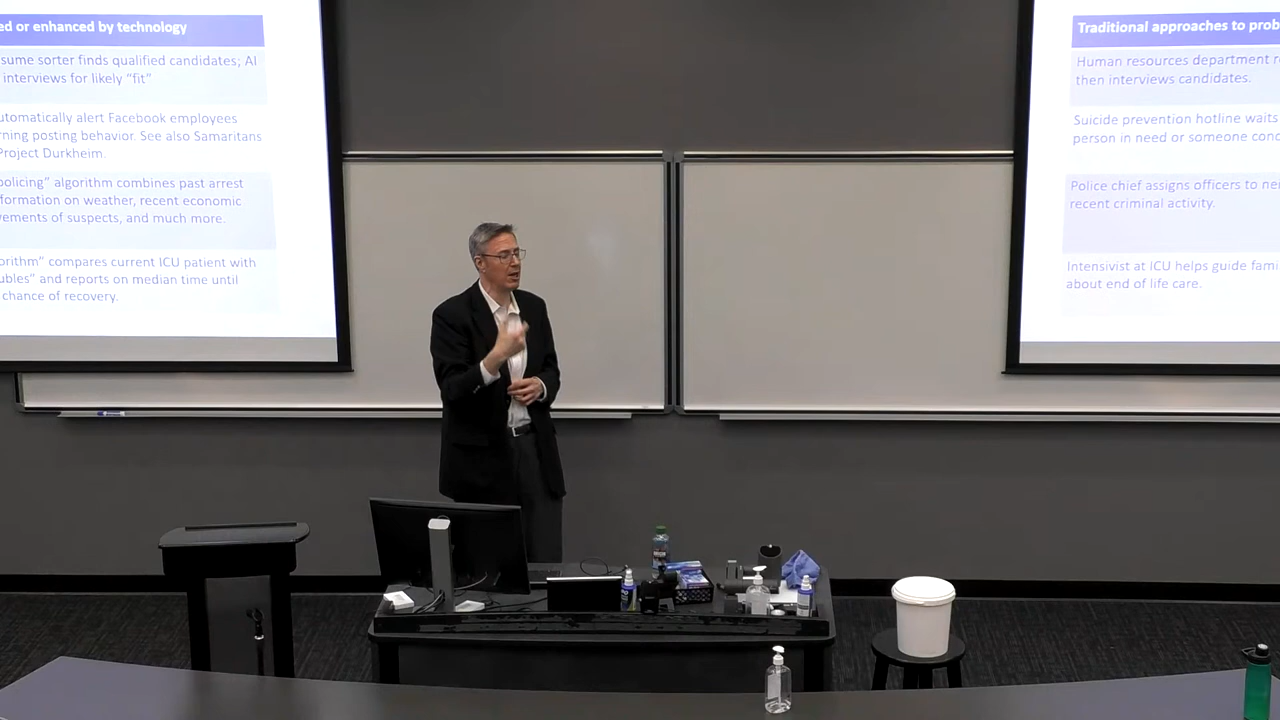 ed or enhanced by technology
sume sorter finds qualified candidates; AI
interviews for likely "fit"
utomatically alert Facebook employees
rning posting behavior. See also Samaritans
Project Durkheim.
policing" algorithm combines past arrest
formation on weather, recent economic
vements of suspects, and much more.
orithm" compares current ICU patient with
ubles" and reports on median time until
chance of recovery.
Traditional approaches to prob
Human resources department re
then interviews candidates.
Suicide prevention hotline waits
person in need or someone conc
Police chief assigns officers to nei
recent criminal activity.
Intensivist at ICU helps guide fami
about end of life care.